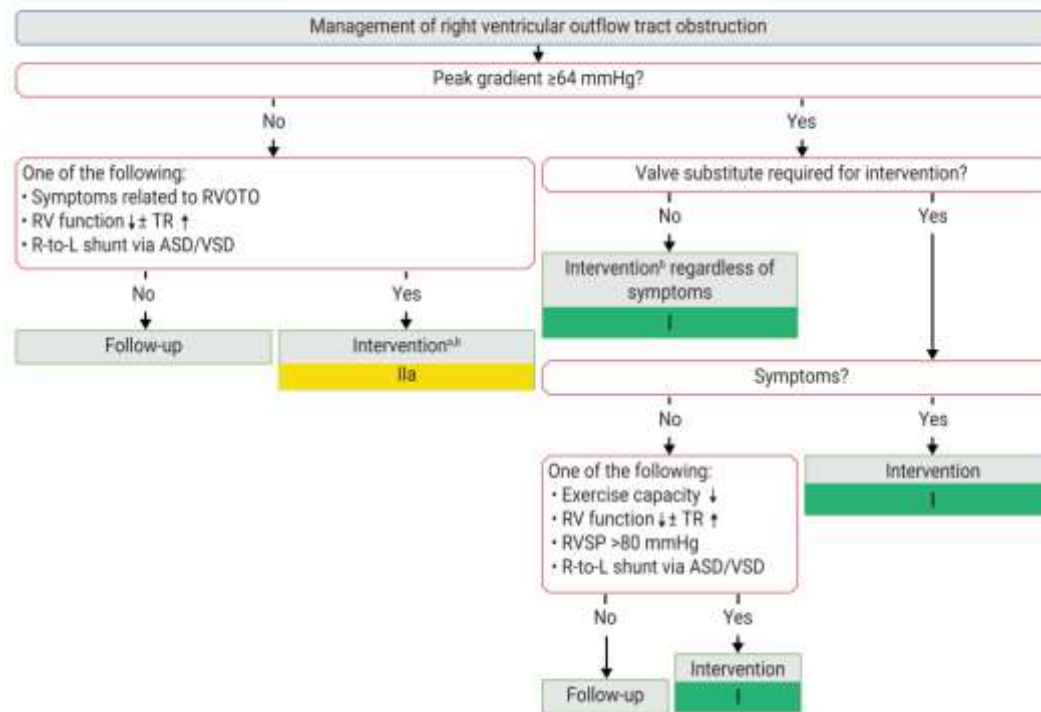 Management of right ventricular outflow tract obstruction
Peak gradient ≥64 mmHg?
No
Yes
One of the following:
• Symptoms related to RVOTO
• RV function ↓± TR ↑
• R-to-L shunt via ASD/VSD
Valve substitute required for intervention?
No
Yes
No
Yes
Interventionᵇ regardless of
symptoms
I
Follow-up
Interventionᵃ,ᵇ
IIa
Symptoms?
No
Yes
One of the following:
• Exercise capacity ↓
• RV function ↓± TR ↑
• RVSP >80 mmHg
• R-to-L shunt via ASD/VSD
Intervention
I
No
Yes
Follow-up
Intervention
I